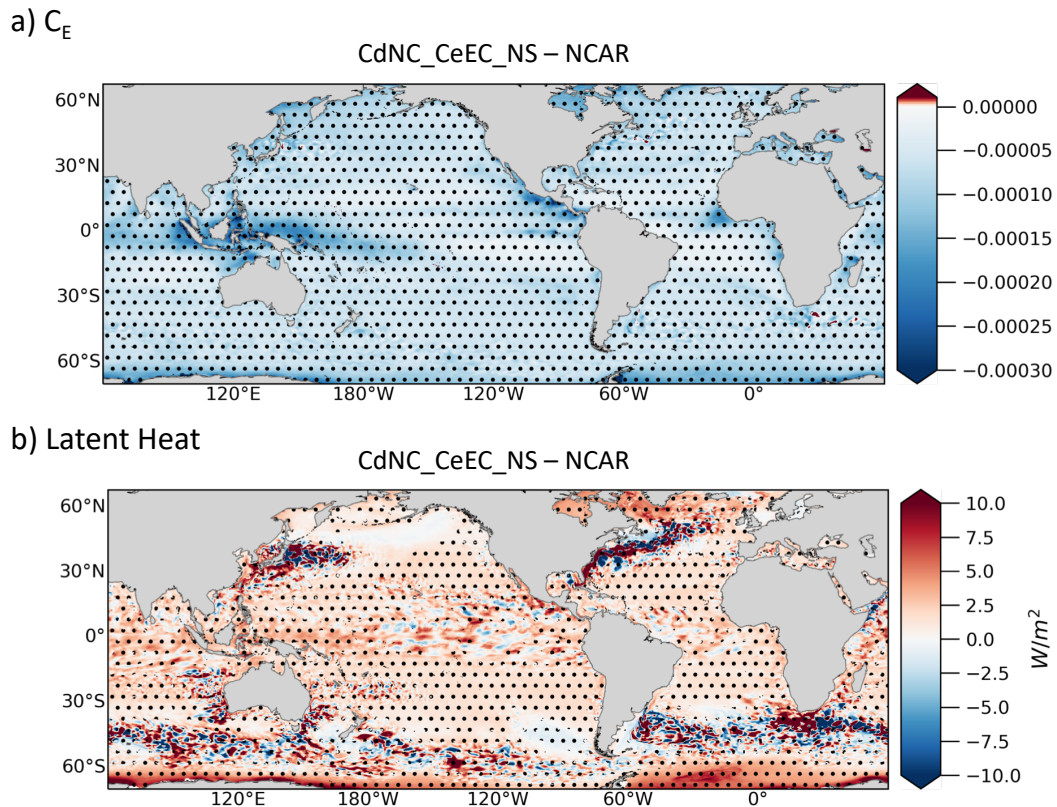 a) C_E
CdNC_CeEC_NS – NCAR
60°N
30°N
0°
30°S
60°S
120°E
180°W
120°W
60°W
0°
0.00000
−0.00005
−0.00010
−0.00015
−0.00020
−0.00025
−0.00030
b) Latent Heat
CdNC_CeEC_NS – NCAR
60°N
30°N
0°
30°S
60°S
120°E
180°W
120°W
60°W
0°
10.0
7.5
5.0
2.5
0.0
−2.5
−5.0
−7.5
−10.0
W/m²